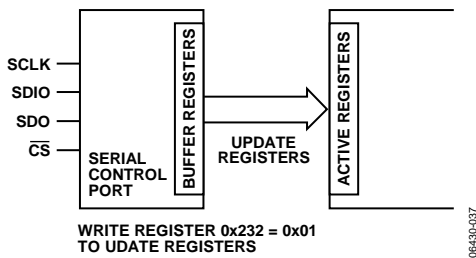 SCLK
SDIO
SDO
CS
SERIAL
CONTROL
PORT
BUFFER REGISTERS
UPDATE
REGISTERS
ACTIVE REGISTERS
WRITE REGISTER 0x232 = 0x01
TO UDATE REGISTERS
06430-037